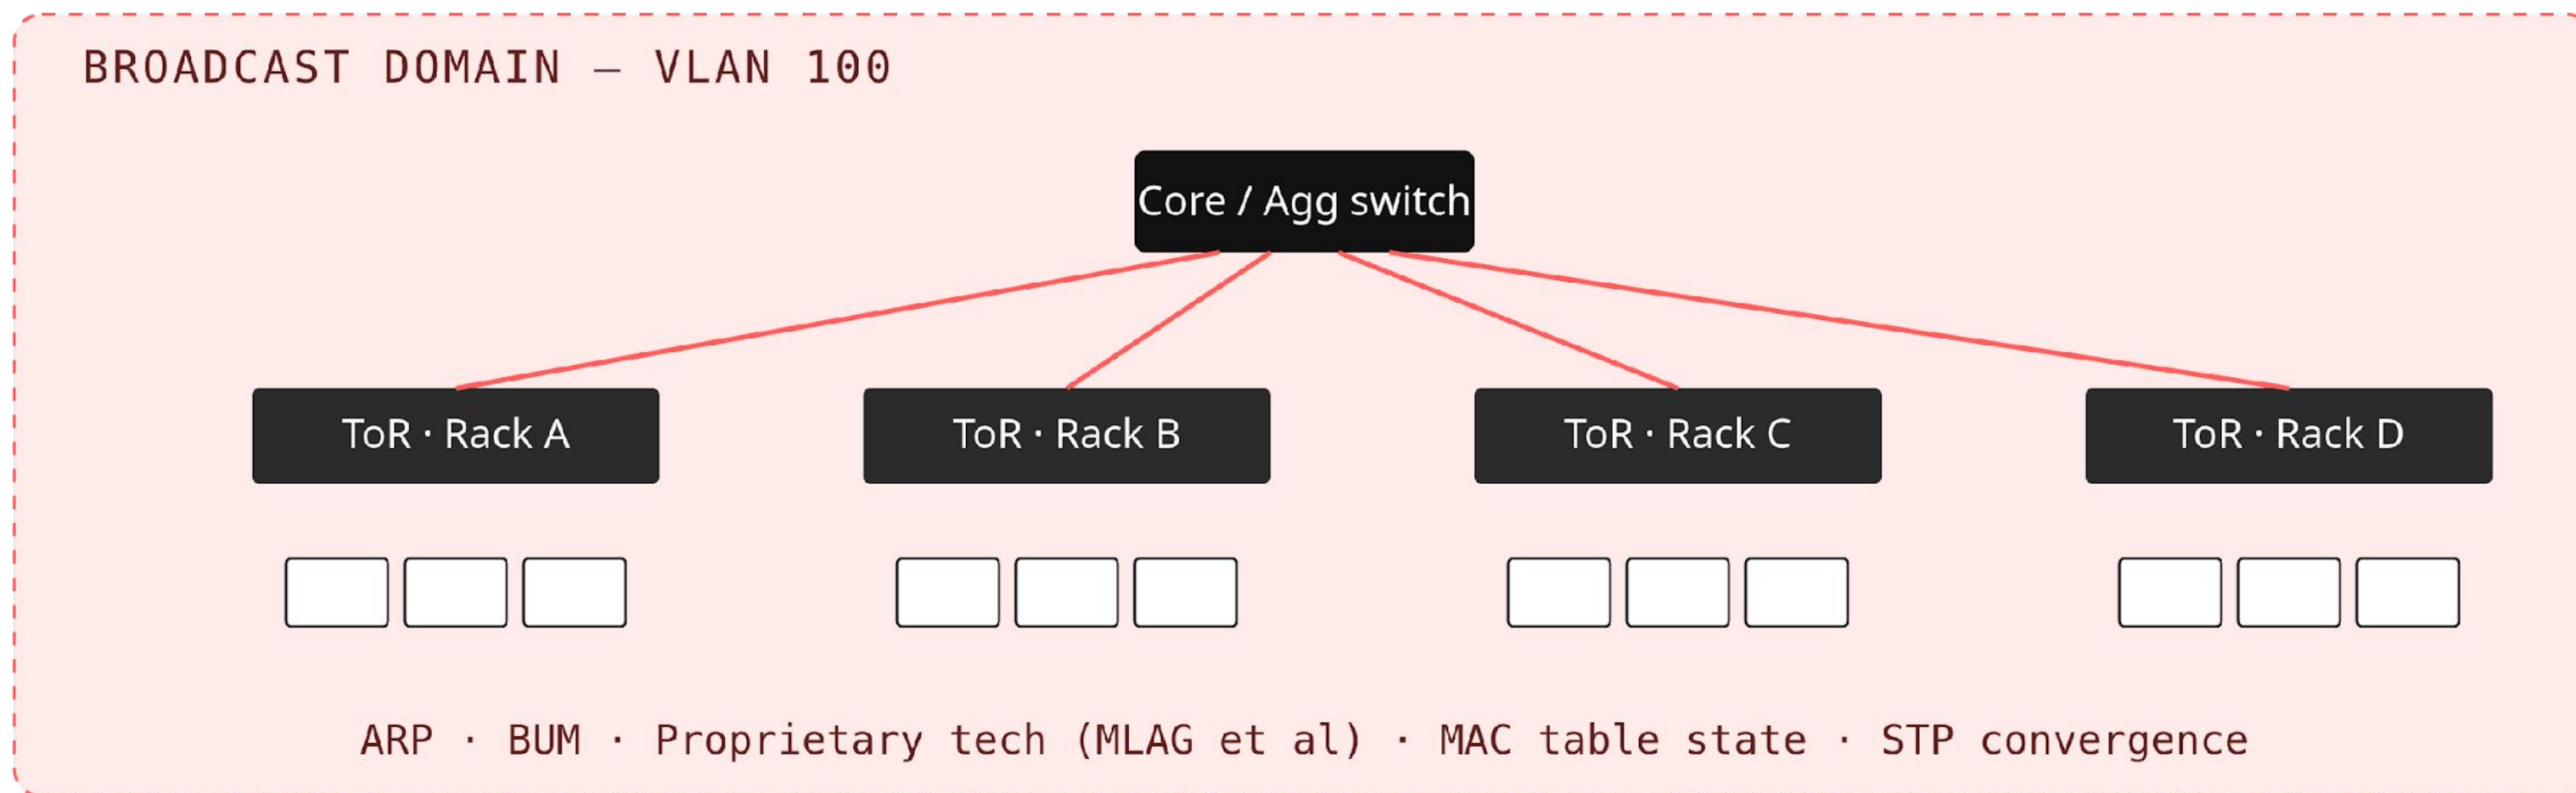 BROADCAST DOMAIN — VLAN 100
Core / Agg switch
ToR · Rack A
ToR · Rack B
ToR · Rack C
ToR · Rack D
ARP · BUM · Proprietary tech (MLAG et al) · MAC table state · STP convergence